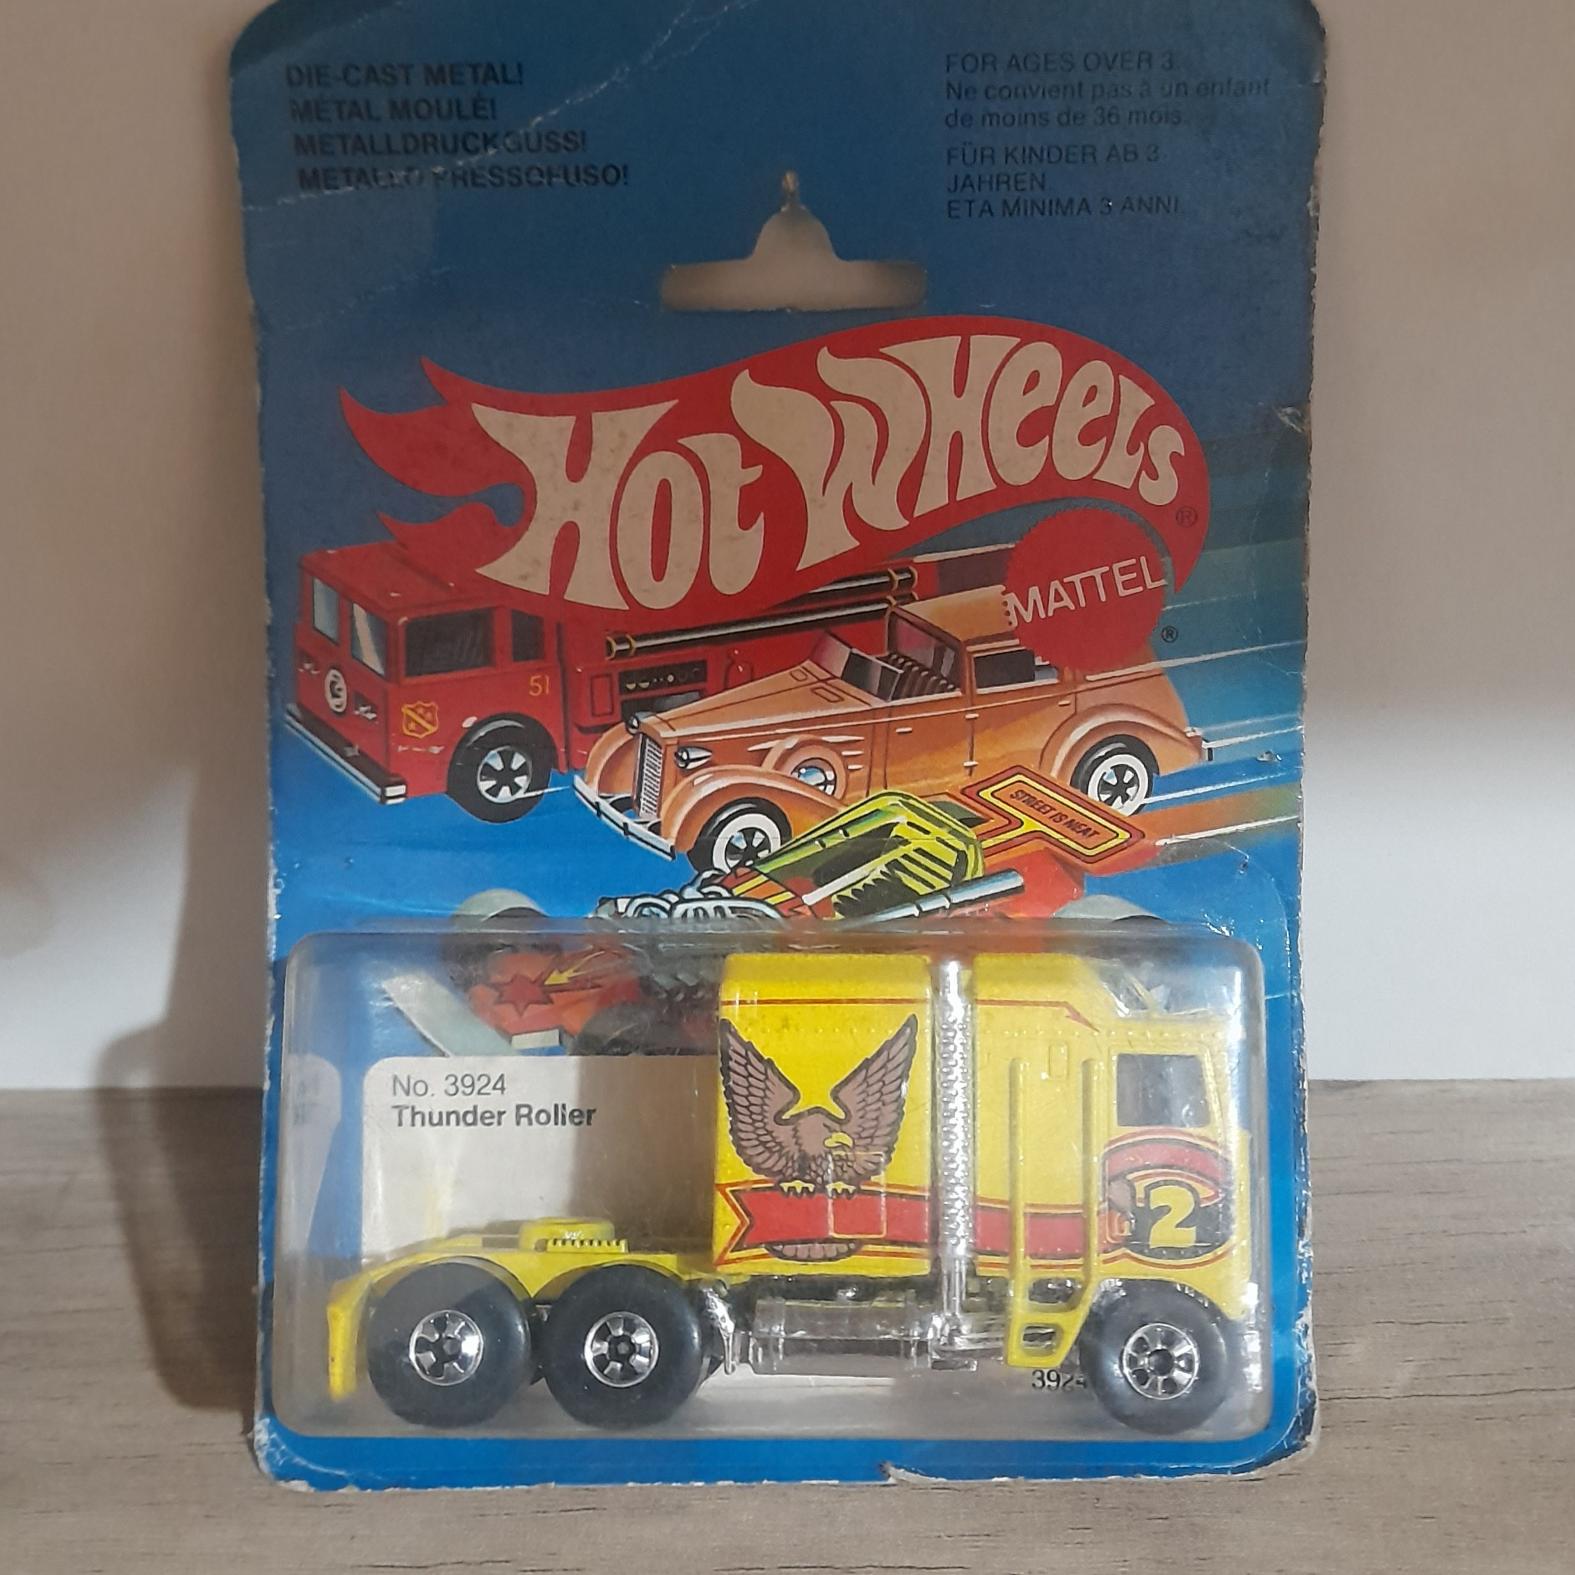 DIE-CAST METAL!
MÉTAL MOULÉ!
METALLDRUCKGUSS!
METALLO PRESSOFUSO!
FOR AGES OVER 3.
Ne convient pas à un enfant
de moins de 36 mois.
FÜR KINDER AB 3
JAHREN.
ETA MINIMA 3 ANNI.
HOT WHEELS ®
MATTEL ®
51
STREET IS NEAT
No. 3924
Thunder Roller
2
3924